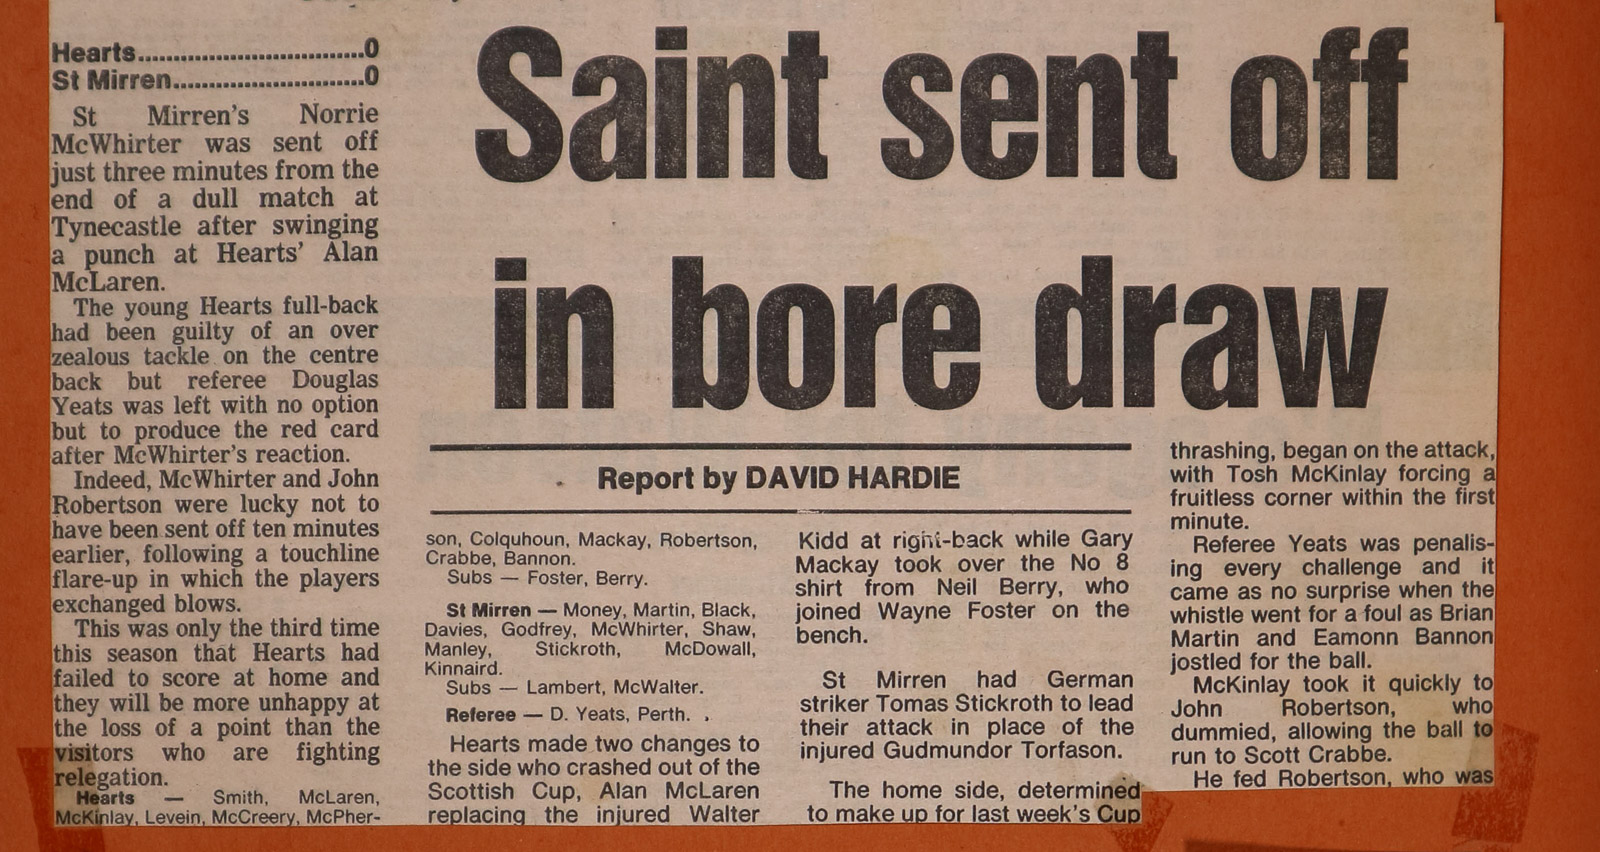 Saint sent off
in bore draw
Hearts..............................0
St Mirren.........................0
St Mirren's Norrie
McWhirter was sent off
just three minutes from the
end of a dull match at
Tynecastle after swinging
a punch at Hearts' Alan
McLaren.
The young Hearts full-back
had been guilty of an over
zealous tackle on the centre
back but referee Douglas
Yeats was left with no option
but to produce the red card
after McWhirter's reaction.
Indeed, McWhirter and John
Robertson were lucky not to
have been sent off ten minutes
earlier, following a touchline
flare-up in which the players
exchanged blows.
This was only the third time
this season that Hearts had
failed to score at home and
they will be more unhappy at
the loss of a point than the
visitors who are fighting
relegation.
Hearts — Smith, McLaren,
McKinlay, Levein, McCreery, McPher-
Report by DAVID HARDIE
son, Colquhoun, Mackay, Robertson,
Crabbe, Bannon.
Subs — Foster, Berry.
St Mirren — Money, Martin, Black,
Davies, Godfrey, McWhirter, Shaw,
Manley, Stickroth, McDowall,
Kinnaird.
Subs — Lambert, McWalter.
Referee — D. Yeats, Perth.
Hearts made two changes to
the side who crashed out of the
Scottish Cup, Alan McLaren
replacing the injured Walter
Kidd at right-back while Gary
Mackay took over the No 8
shirt from Neil Berry, who
joined Wayne Foster on the
bench.
St Mirren had German
striker Tomas Stickroth to lead
their attack in place of the
injured Gudmundor Torfason.
The home side, determined
to make up for last week's Cup
thrashing, began on the attack,
with Tosh McKinlay forcing a
fruitless corner within the first
minute.
Referee Yeats was penalis-
ing every challenge and it
came as no surprise when the
whistle went for a foul as Brian
Martin and Eamonn Bannon
jostled for the ball.
McKinlay took it quickly to
John Robertson, who
dummied, allowing the ball to
run to Scott Crabbe.
He fed Robertson, who was